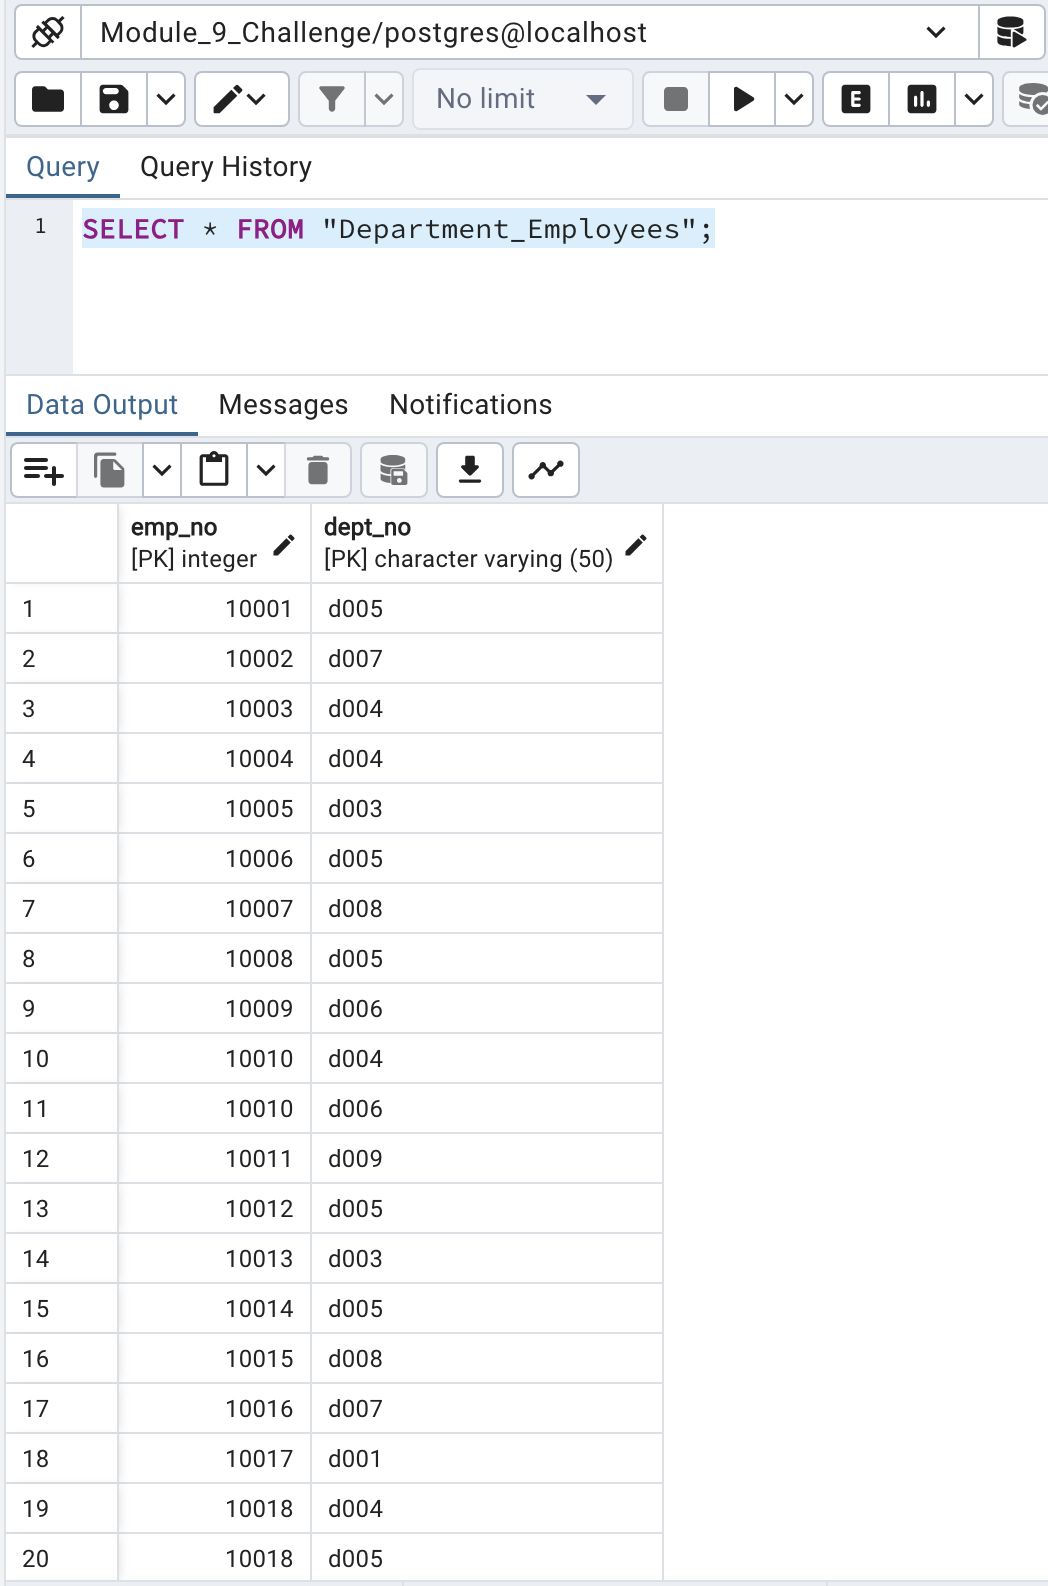 Module_9_Challenge/postgres@localhost
No limit
E
Query Query History
1 SELECT * FROM "Department_Employees";
Data Output Messages Notifications
emp_no dept_no
[PK] integer [PK] character varying (50)
1 10001 d005
2 10002 d007
3 10003 d004
4 10004 d004
5 10005 d003
6 10006 d005
7 10007 d008
8 10008 d005
9 10009 d006
10 10010 d004
11 10010 d006
12 10011 d009
13 10012 d005
14 10013 d003
15 10014 d005
16 10015 d008
17 10016 d007
18 10017 d001
19 10018 d004
20 10018 d005